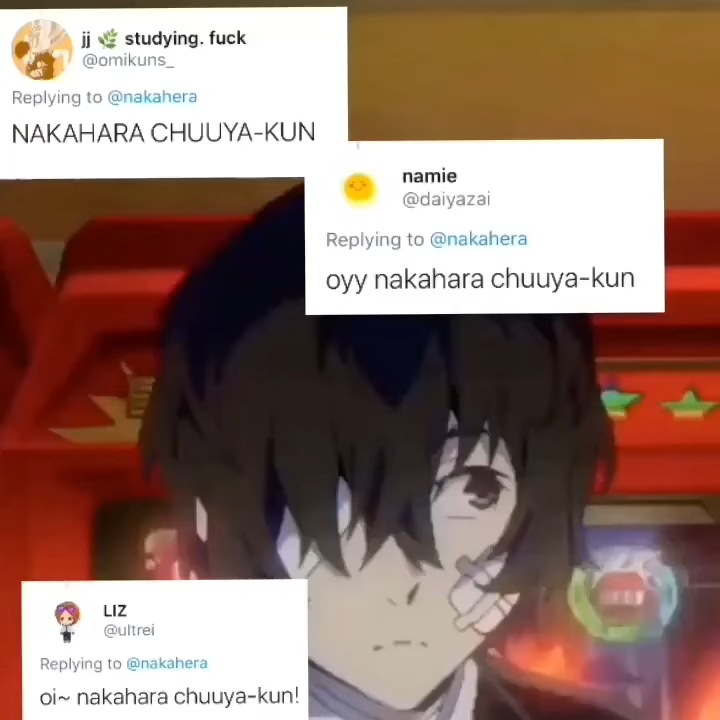 jj 🌿 studying. fuck
@omikuns_
Replying to @nakahera
NAKAHARA CHUUYA-KUN
namie
@daiyazai
Replying to @nakahera
oyy nakahara chuuya-kun
LIZ
@ultrei
Replying to @nakahera
oi~ nakahara chuuya-kun!